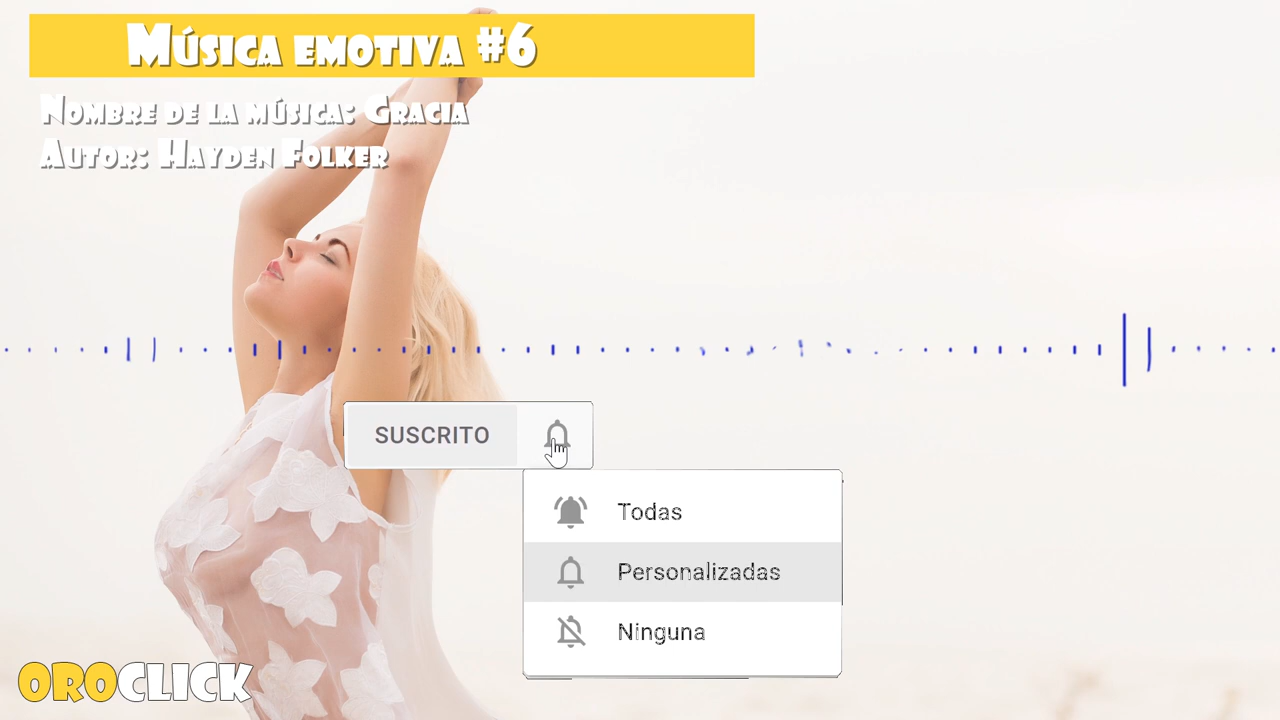 Música emotiva #6
Nombre de la música: Gracia
Autor: Hayden Folker
SUSCRITO
Todas
Personalizadas
Ninguna
OROCLICK